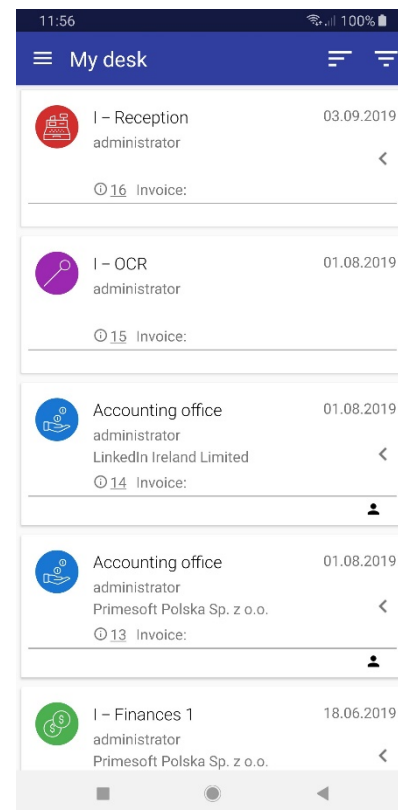 11:56 100%
My desk
I – Reception 03.09.2019
administrator
16 Invoice:
I – OCR 01.08.2019
administrator
15 Invoice:
Accounting office 01.08.2019
administrator
LinkedIn Ireland Limited
14 Invoice:
Accounting office 01.08.2019
administrator
Primesoft Polska Sp. z o.o.
13 Invoice:
I – Finances 1 18.06.2019
administrator
Primesoft Polska Sp. z o.o.